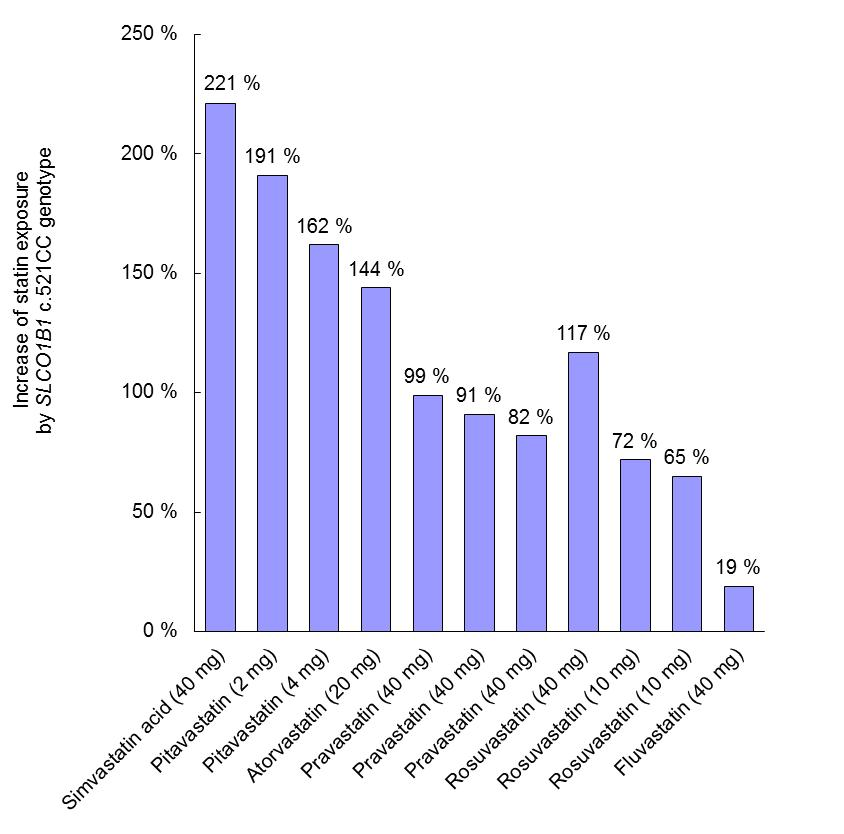 Increase of statin exposure
by SLCO1B1 c.521CC genotype
250 %
200 %
150 %
100 %
50 %
0 %
221 %
191 %
162 %
144 %
99 %
91 %
82 %
117 %
72 %
65 %
19 %
Simvastatin acid (40 mg)
Pitavastatin (2 mg)
Pitavastatin (4 mg)
Atorvastatin (20 mg)
Pravastatin (40 mg)
Pravastatin (40 mg)
Pravastatin (40 mg)
Rosuvastatin (40 mg)
Rosuvastatin (10 mg)
Rosuvastatin (10 mg)
Fluvastatin (40 mg)